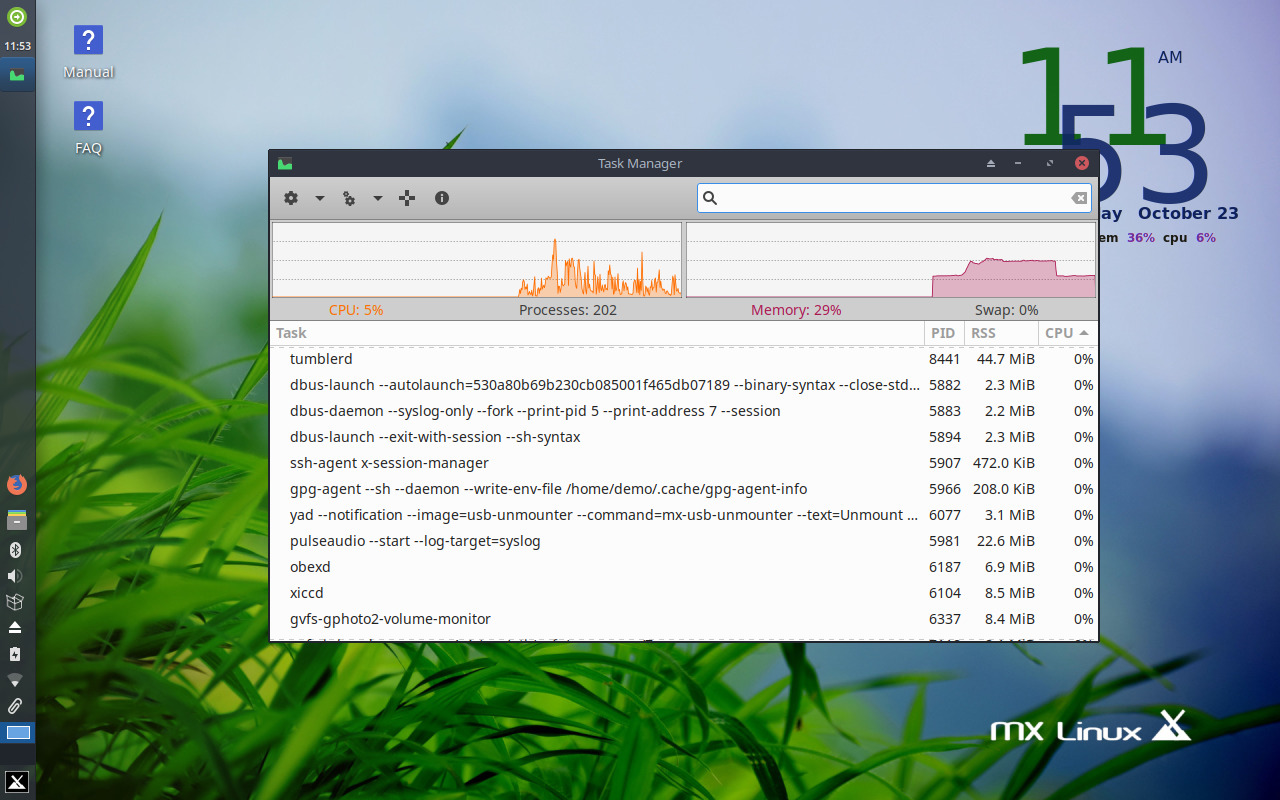 11:53
Manual
FAQ
11 AM
53
ay October 23
em 36% cpu 6%
Task Manager
CPU: 5% Processes: 202 Memory: 29% Swap: 0%
Task PID RSS CPU
tumblerd 8441 44.7 MiB 0%
dbus-launch --autolaunch=530a80b69b230cb085001f465db07189 --binary-syntax --close-std... 5882 2.3 MiB 0%
dbus-daemon --syslog-only --fork --print-pid 5 --print-address 7 --session 5883 2.2 MiB 0%
dbus-launch --exit-with-session --sh-syntax 5894 2.3 MiB 0%
ssh-agent x-session-manager 5907 472.0 KiB 0%
gpg-agent --sh --daemon --write-env-file /home/demo/.cache/gpg-agent-info 5966 208.0 KiB 0%
yad --notification --image=usb-unmounter --command=mx-usb-unmounter --text=Unmount ... 6077 3.1 MiB 0%
pulseaudio --start --log-target=syslog 5981 22.6 MiB 0%
obexd 6187 6.9 MiB 0%
xiccd 6104 8.5 MiB 0%
gvfs-gphoto2-volume-monitor 6337 8.4 MiB 0%
mx Linux